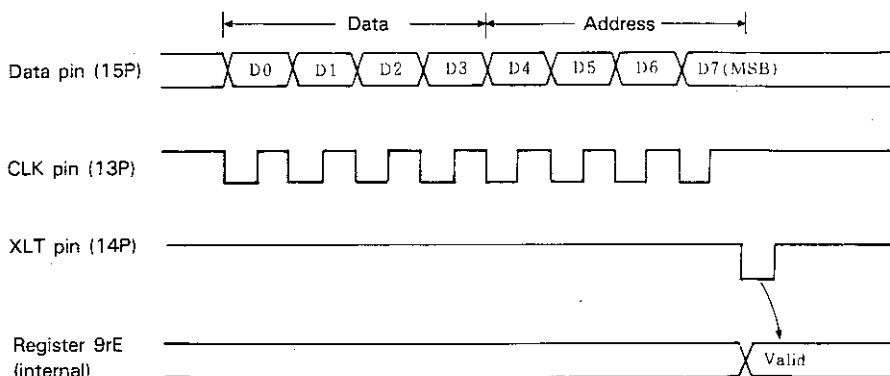 Data Address
Data pin (15P) D0 D1 D2 D3 D4 D5 D6 D7(MSB)
CLK pin (13P)
XLT pin (14P)
Register 9rE Valid
(internal)